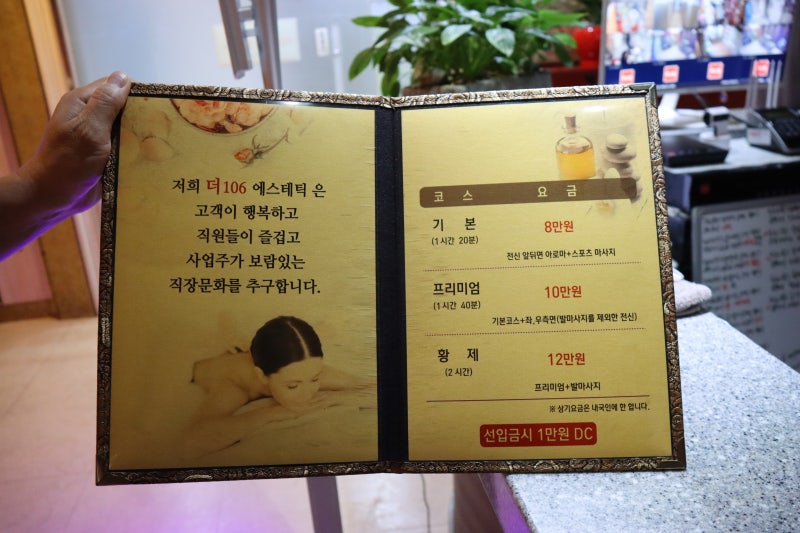 저희 더106 에스테틱 은
고객이 행복하고
직원들이 즐겁고
사업주가 보람있는
직장문화를 추구합니다.
코 스 요 금
기 본 8만원
(1시간 20분)
전신 앞뒤면 아로마+스포츠 마사지
프리미엄 10만원
(1시간 40분)
기본코스+좌,우측면(발마사지를 제외한 전신)
황 제 12만원
(2 시간)
프리미엄+발마사지
※ 상기요금은 내국인에 한 합니다.
선입금시 1만원 DC